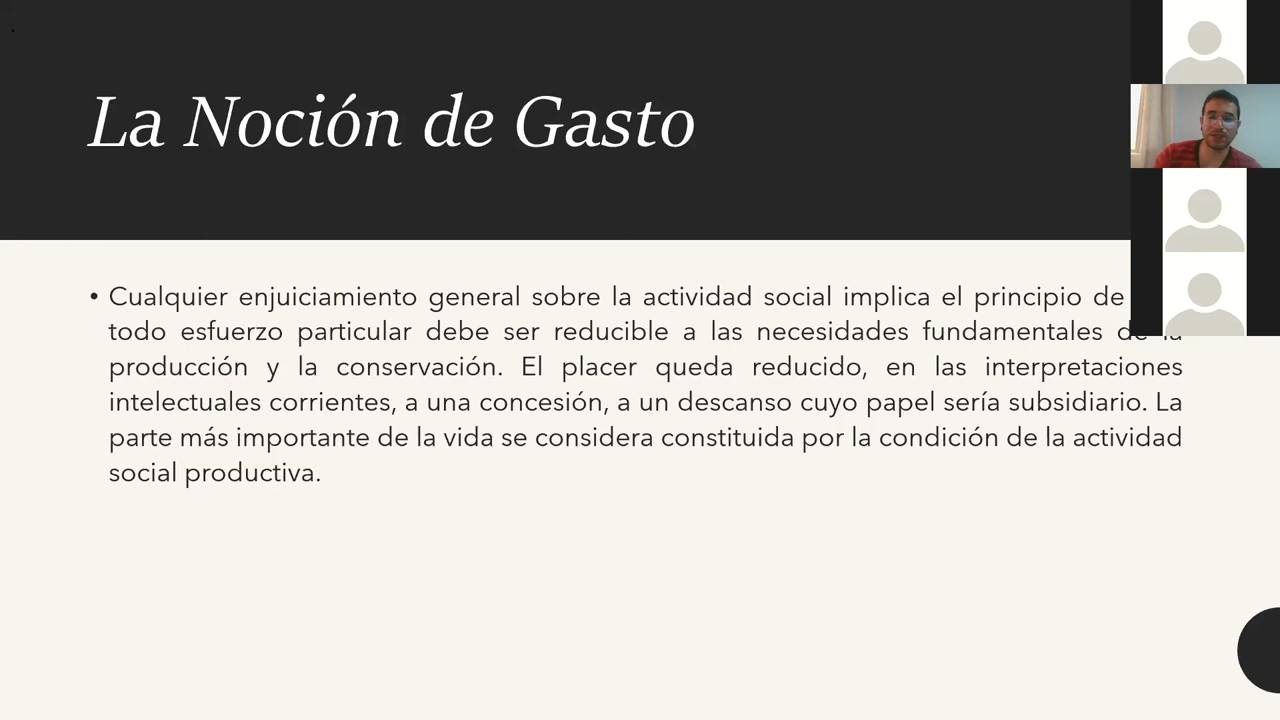 La Noción de Gasto
• Cualquier enjuiciamiento general sobre la actividad social implica el principio de
todo esfuerzo particular debe ser reducible a las necesidades fundamentales de la
producción y la conservación. El placer queda reducido, en las interpretaciones
intelectuales corrientes, a una concesión, a un descanso cuyo papel sería subsidiario. La
parte más importante de la vida se considera constituida por la condición de la actividad
social productiva.